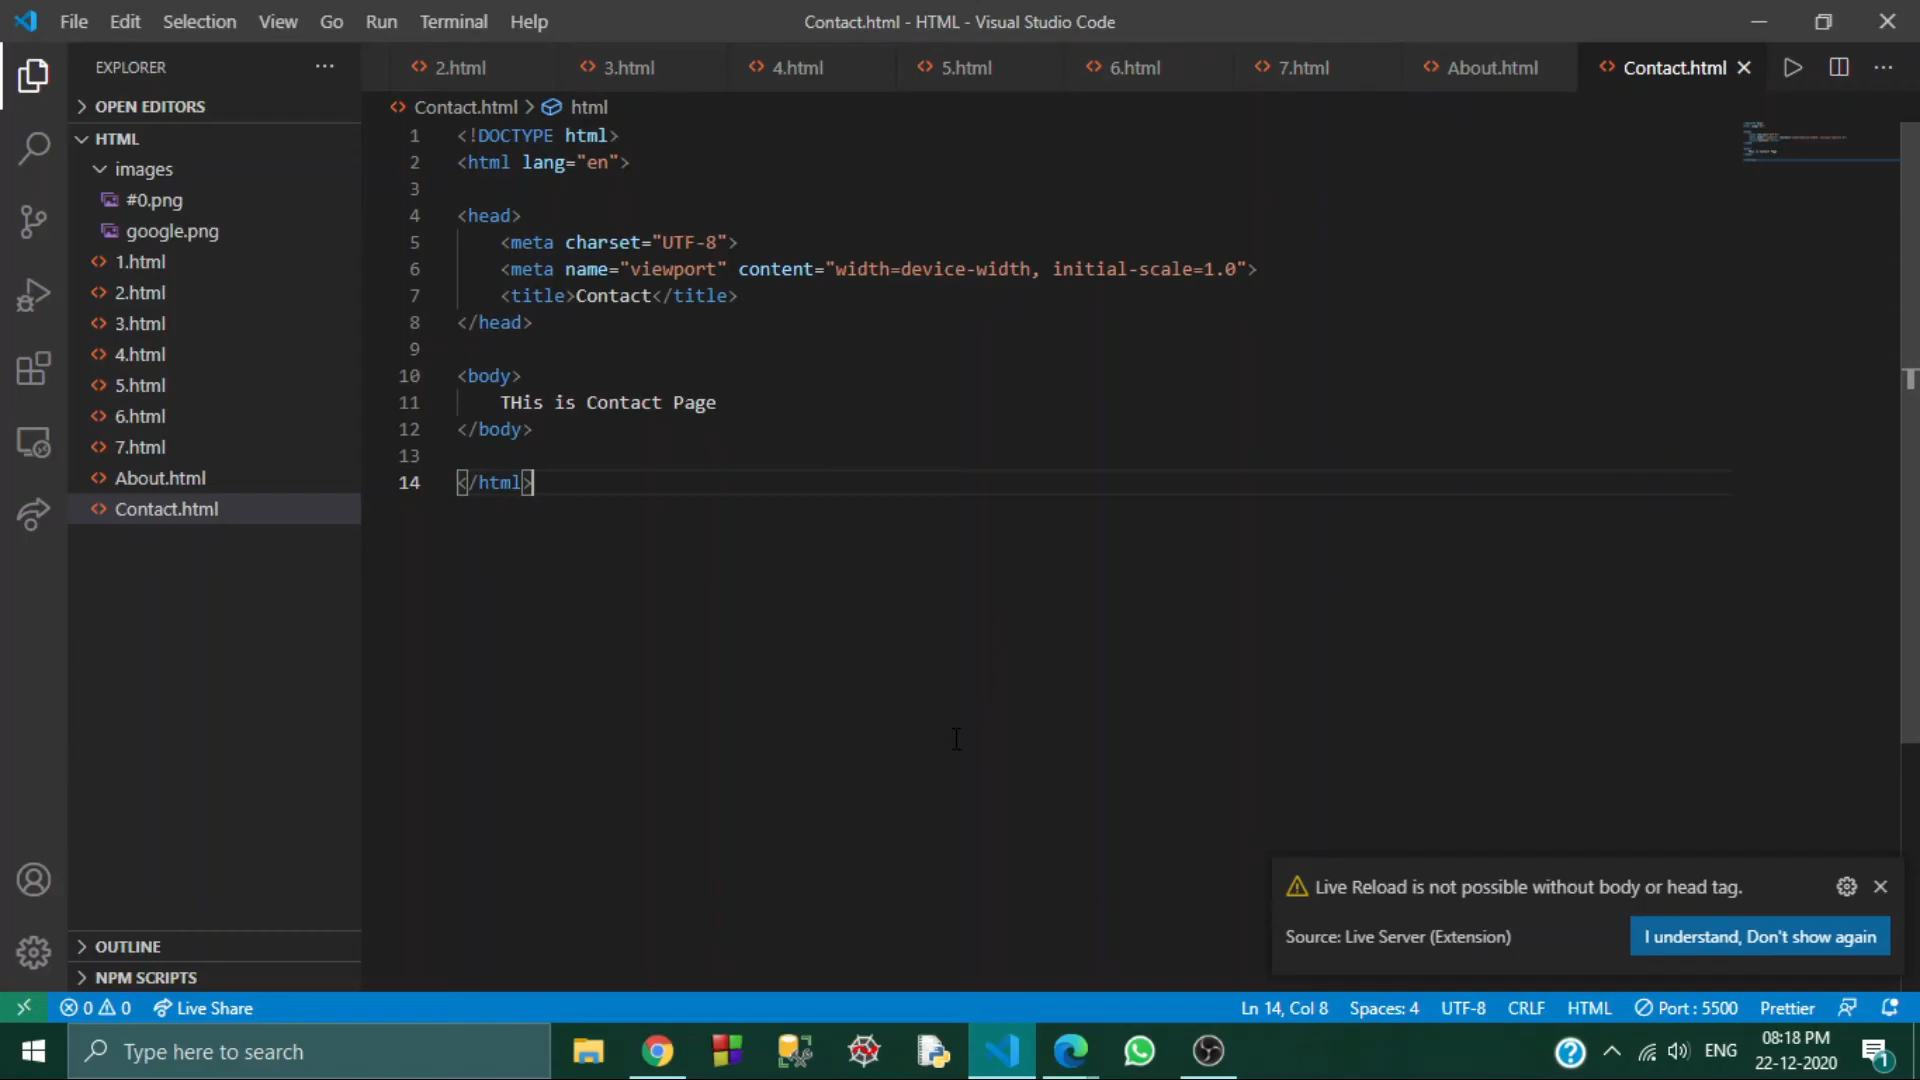 File Edit Selection View Go Run Terminal Help
Contact.html - HTML - Visual Studio Code
EXPLORER
2.html 3.html 4.html 5.html 6.html 7.html About.html Contact.html
OPEN EDITORS
HTML
images
#0.png
google.png
1.html
2.html
3.html
4.html
5.html
6.html
7.html
About.html
Contact.html
OUTLINE
NPM SCRIPTS
Contact.html > html
1 <!DOCTYPE html>
2 <html lang="en">
3
4 <head>
5 <meta charset="UTF-8">
6 <meta name="viewport" content="width=device-width, initial-scale=1.0">
7 <title>Contact</title>
8 </head>
9
10 <body>
11 THis is Contact Page
12 </body>
13
14 </html>
Live Reload is not possible without body or head tag.
Source: Live Server (Extension)
I understand, Don't show again
0 0 Live Share
Ln 14, Col 8 Spaces: 4 UTF-8 CRLF HTML Port : 5500 Prettier
Type here to search
ENG
08:18 PM
22-12-2020
1